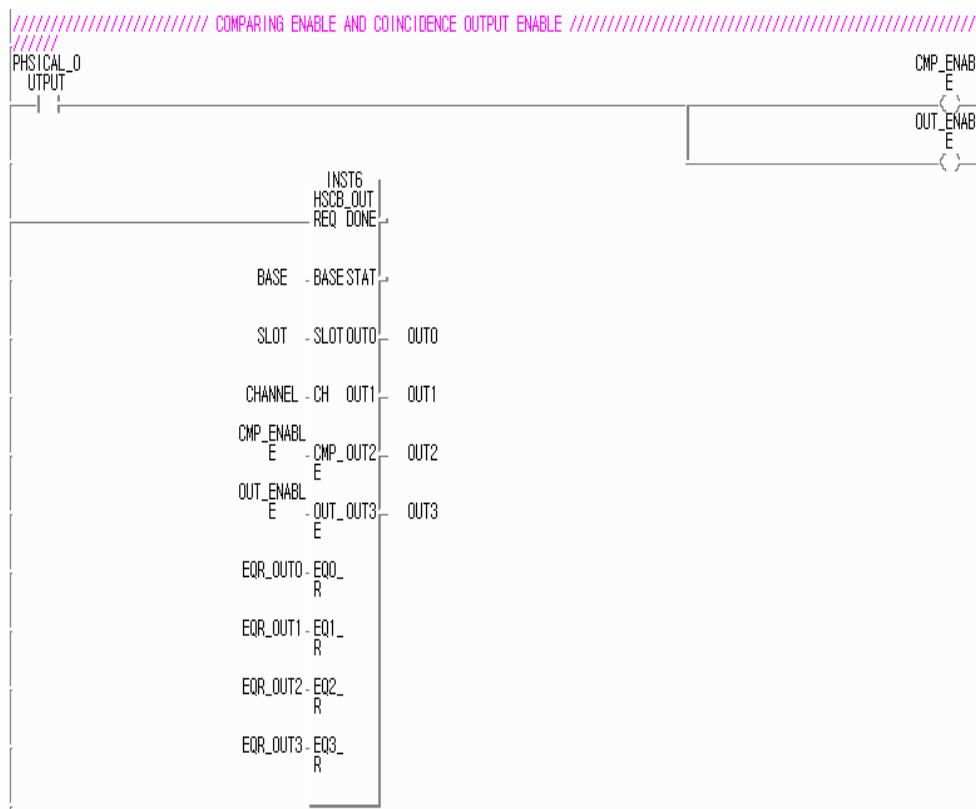 ////////////////////////// COMPARING ENABLE AND COINCIDENCE OUTPUT ENABLE //////////////////////////////////////////////////////
//////
PHSICAL_O
UTPUT
CMP_ENAB
E
OUT_ENAB
E
INST6
HSCB_OUT
REQ DONE
BASE BASE STAT
SLOT SLOT OUT0 OUT0
CHANNEL CH OUT1 OUT1
CMP_ENABL
E CMP_ OUT2 OUT2
E
OUT_ENABL
E OUT_ OUT3 OUT3
E
EQR_OUT0 EQ0_
R
EQR_OUT1 EQ1_
R
EQR_OUT2 EQ2_
R
EQR_OUT3 EQ3_
R